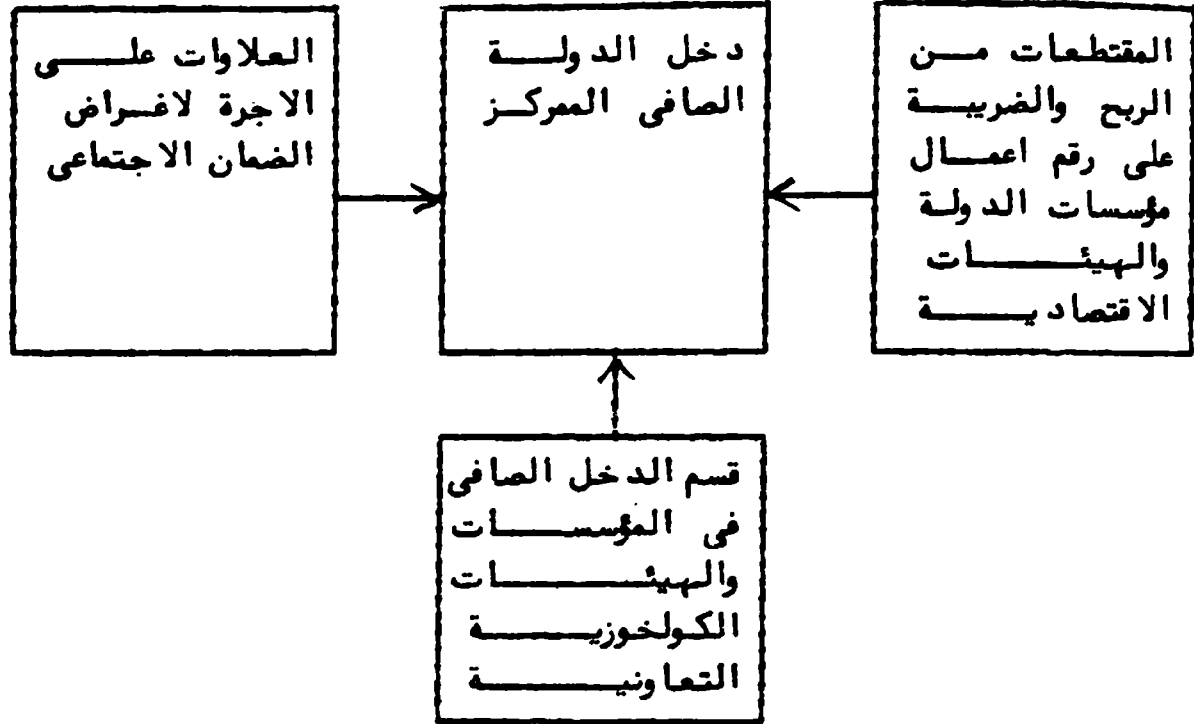 المقتطعات من
الربح والضريبة
على رقم اعمال
مؤسسات الدولة
والهيئات
الاقتصادية
دخل الدولة
الصافى الممركز
العلاوات على
الاجرة لاغراض
الضمان الاجتماعى
قسم الدخل الصافى
فى المؤسسات
والهيئات
الكولخوزية
التعاونية